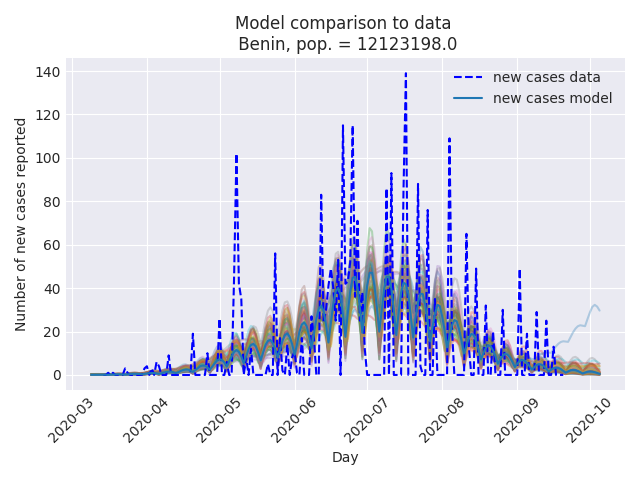 Model comparison to data
Benin, pop. = 12123198.0
new cases data
new cases model
Number of new cases reported
140
120
100
80
60
40
20
0
2020-03
2020-04
2020-05
2020-06
2020-07
2020-08
2020-09
2020-10
Day